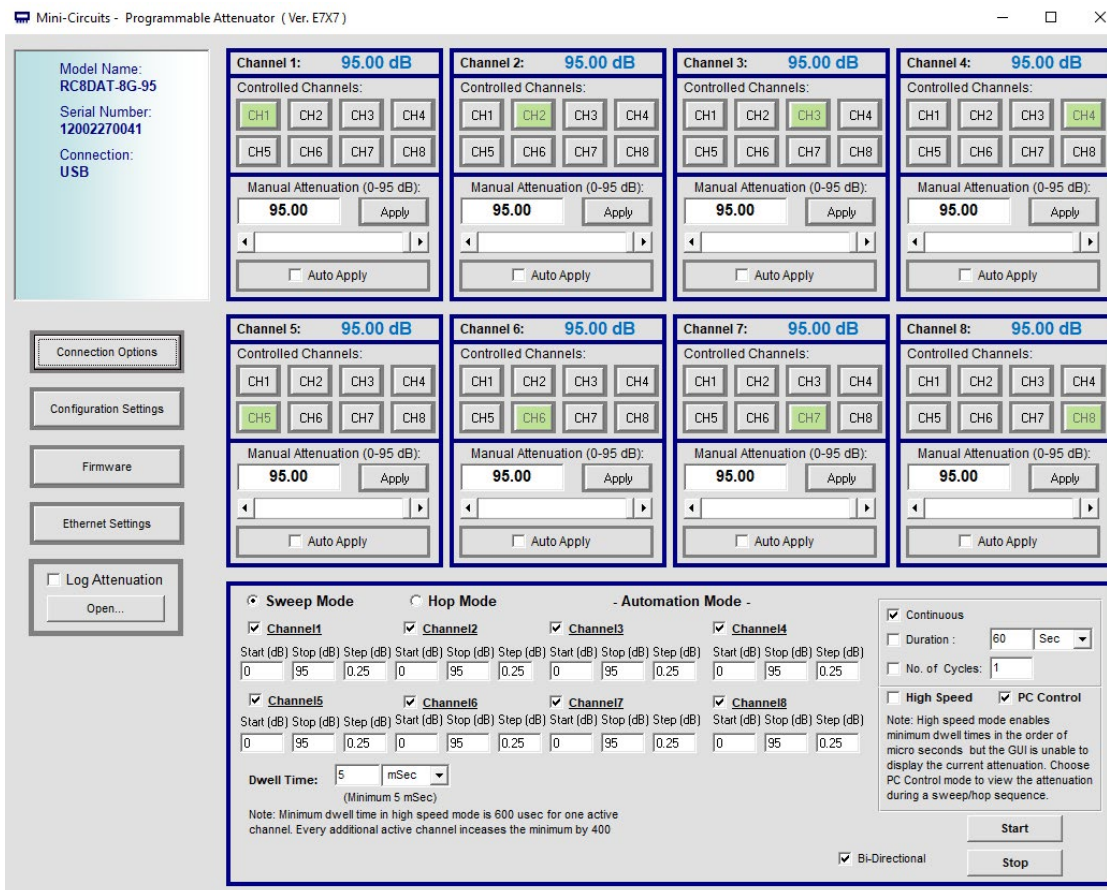 Mini-Circuits - Programmable Attenuator ( Ver. E7X7 )
Model Name:
RC8DAT-8G-95
Serial Number:
12002270041
Connection:
USB
Connection Options
Configuration Settings
Firmware
Ethernet Settings
Log Attenuation
Open...
Channel 1: 95.00 dB
Controlled Channels:
CH1 CH2 CH3 CH4
CH5 CH6 CH7 CH8
Manual Attenuation (0-95 dB):
95.00 Apply
Auto Apply
Channel 2: 95.00 dB
Controlled Channels:
CH1 CH2 CH3 CH4
CH5 CH6 CH7 CH8
Manual Attenuation (0-95 dB):
95.00 Apply
Auto Apply
Channel 3: 95.00 dB
Controlled Channels:
CH1 CH2 CH3 CH4
CH5 CH6 CH7 CH8
Manual Attenuation (0-95 dB):
95.00 Apply
Auto Apply
Channel 4: 95.00 dB
Controlled Channels:
CH1 CH2 CH3 CH4
CH5 CH6 CH7 CH8
Manual Attenuation (0-95 dB):
95.00 Apply
Auto Apply
Channel 5: 95.00 dB
Controlled Channels:
CH1 CH2 CH3 CH4
CH5 CH6 CH7 CH8
Manual Attenuation (0-95 dB):
95.00 Apply
Auto Apply
Channel 6: 95.00 dB
Controlled Channels:
CH1 CH2 CH3 CH4
CH5 CH6 CH7 CH8
Manual Attenuation (0-95 dB):
95.00 Apply
Auto Apply
Channel 7: 95.00 dB
Controlled Channels:
CH1 CH2 CH3 CH4
CH5 CH6 CH7 CH8
Manual Attenuation (0-95 dB):
95.00 Apply
Auto Apply
Channel 8: 95.00 dB
Controlled Channels:
CH1 CH2 CH3 CH4
CH5 CH6 CH7 CH8
Manual Attenuation (0-95 dB):
95.00 Apply
Auto Apply
Sweep Mode Hop Mode - Automation Mode -
Channel1 Channel2 Channel3 Channel4
Start (dB) Stop (dB) Step (dB) Start (dB) Stop (dB) Step (dB) Start (dB) Stop (dB) Step (dB) Start (dB) Stop (dB) Step (dB)
0 95 0.25 0 95 0.25 0 95 0.25 0 95 0.25
Channel5 Channel6 Channel7 Channel8
Start (dB) Stop (dB) Step (dB) Start (dB) Stop (dB) Step (dB) Start (dB) Stop (dB) Step (dB) Start (dB) Stop (dB) Step (dB)
0 95 0.25 0 95 0.25 0 95 0.25 0 95 0.25
Dwell Time: 5 mSec
(Minimum 5 mSec)
Note: Minimum dwell time in high speed mode is 600 usec for one active
channel. Every additional active channel inceases the minimum by 400
Continuous
Duration : 60 Sec
No. of Cycles: 1
High Speed PC Control
Note: High speed mode enables
minimum dwell times in the order of
micro seconds but the GUI is unable to
display the current attenuation. Choose
PC Control mode to view the attenuation
during a sweep/hop sequence.
Start
Bi-Directional
Stop